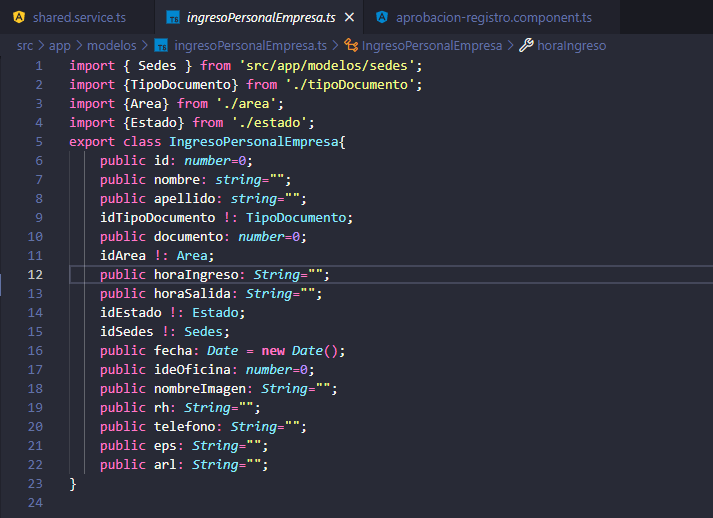 shared.service.ts ingresoPersonalEmpresa.ts aprobacion-registro.component.ts
src > app > modelos > TS ingresoPersonalEmpresa.ts > IngresoPersonalEmpresa > horaIngreso
1 import { Sedes } from 'src/app/modelos/sedes';
2 import {TipoDocumento} from './tipoDocumento';
3 import {Area} from './area';
4 import {Estado} from './estado';
5 export class IngresoPersonalEmpresa{
6 public id: number=0;
7 public nombre: string="";
8 public apellido: string="";
9 idTipoDocumento !: TipoDocumento;
10 public documento: number=0;
11 idArea !: Area;
12 public horaIngreso: String="";
13 public horaSalida: String="";
14 idEstado !: Estado;
15 idSedes !: Sedes;
16 public fecha: Date = new Date();
17 public ideOficina: number=0;
18 public nombreImagen: String="";
19 public rh: String="";
20 public telefono: String="";
21 public eps: String="";
22 public arl: String="";
23 }
24